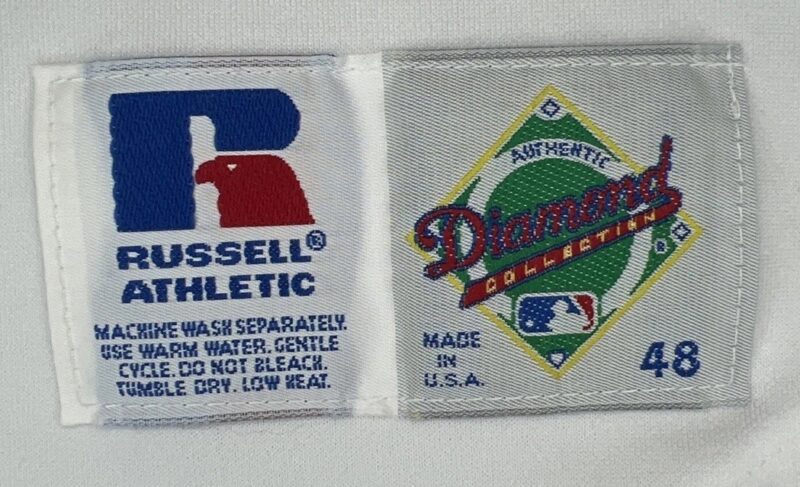 RUSSELL®
ATHLETIC
MACHINE WASH SEPARATELY.
USE WARM WATER. GENTLE
CYCLE. DO NOT BLEACH.
TUMBLE DRY. LOW HEAT.
AUTHENTIC
Diamond
COLLECTION ®
MADE
IN
U.S.A.
48